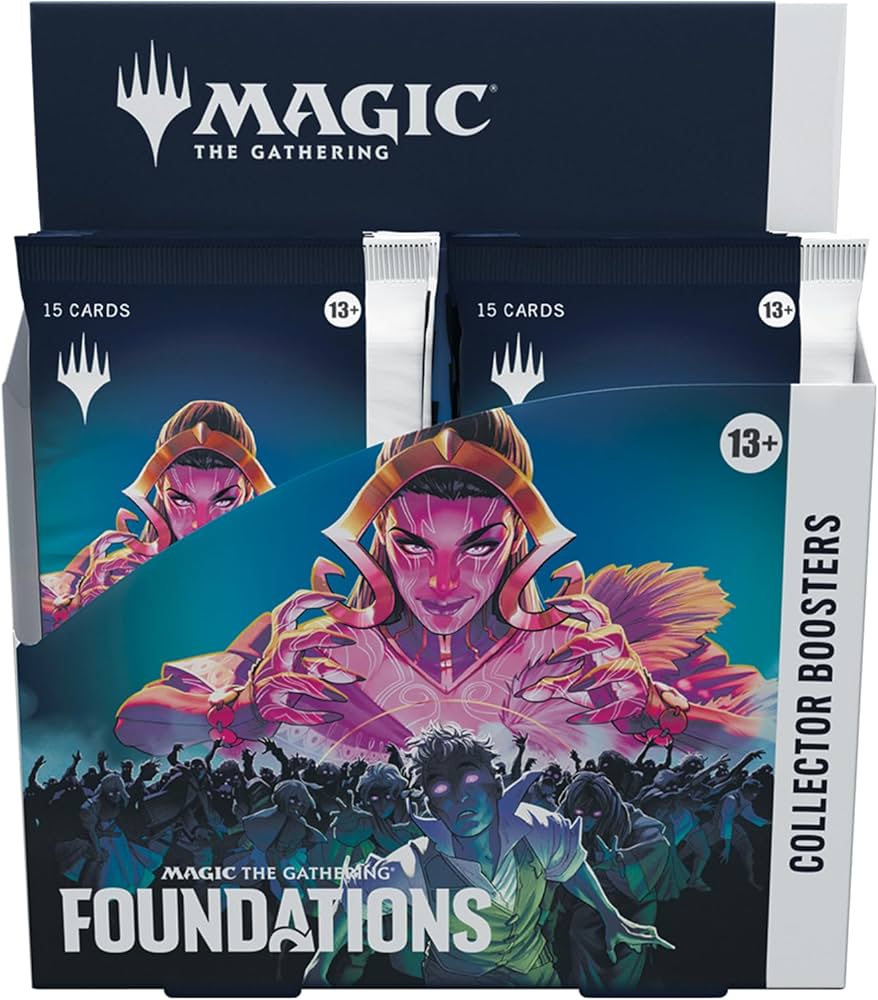 MAGIC®
THE GATHERING
15 CARDS
13+
15 CARDS
13+
13+
COLLECTOR BOOSTERS
MAGIC THE GATHERING®
FOUNDATIONS